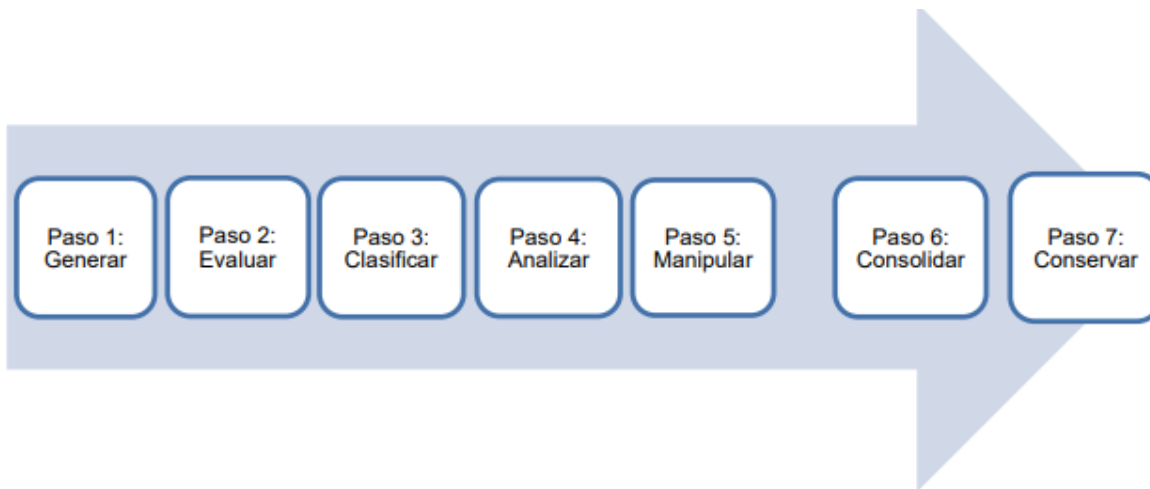 Paso 1:
Generar
Paso 2:
Evaluar
Paso 3:
Clasificar
Paso 4:
Analizar
Paso 5:
Manipular
Paso 6:
Consolidar
Paso 7:
Conservar